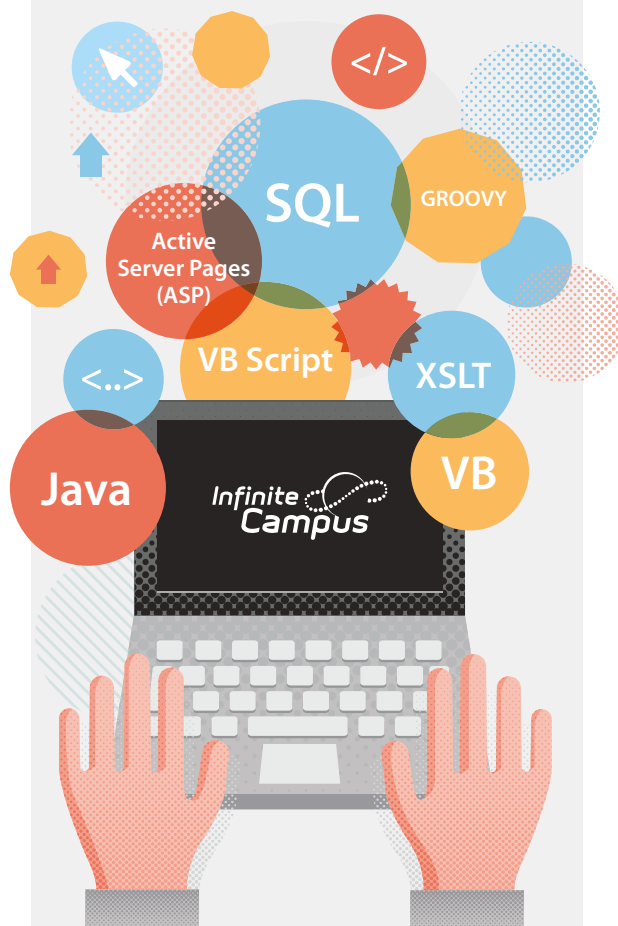 </>
SQL
GROOVY
Active
Server Pages
(ASP)
VB Script
<..>
XSLT
Java
VB
Infinite
Campus